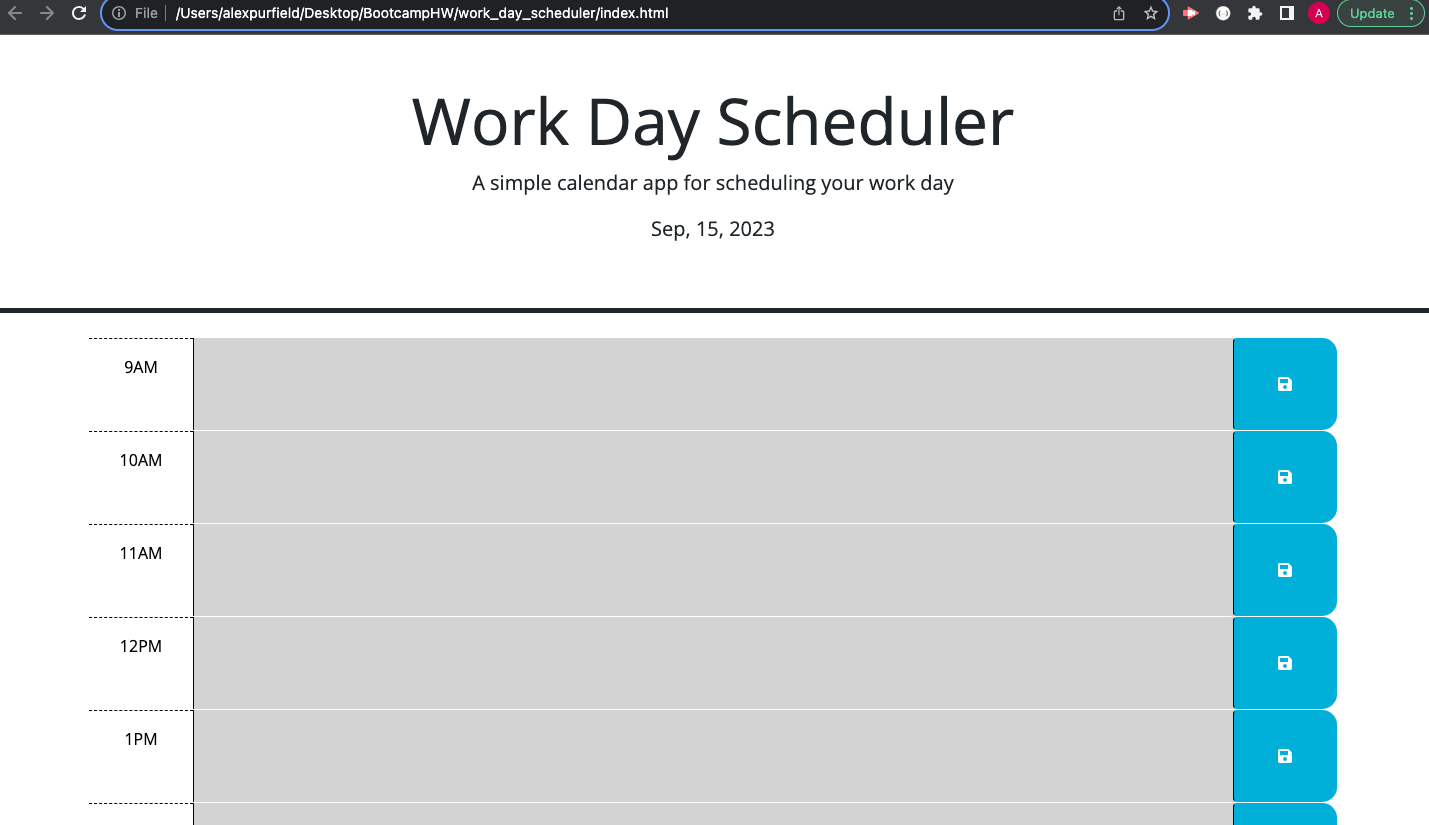 File /Users/alexpurfield/Desktop/BootcampHW/work_day_scheduler/index.html A Update
Work Day Scheduler
A simple calendar app for scheduling your work day
Sep, 15, 2023
9AM
10AM
11AM
12PM
1PM